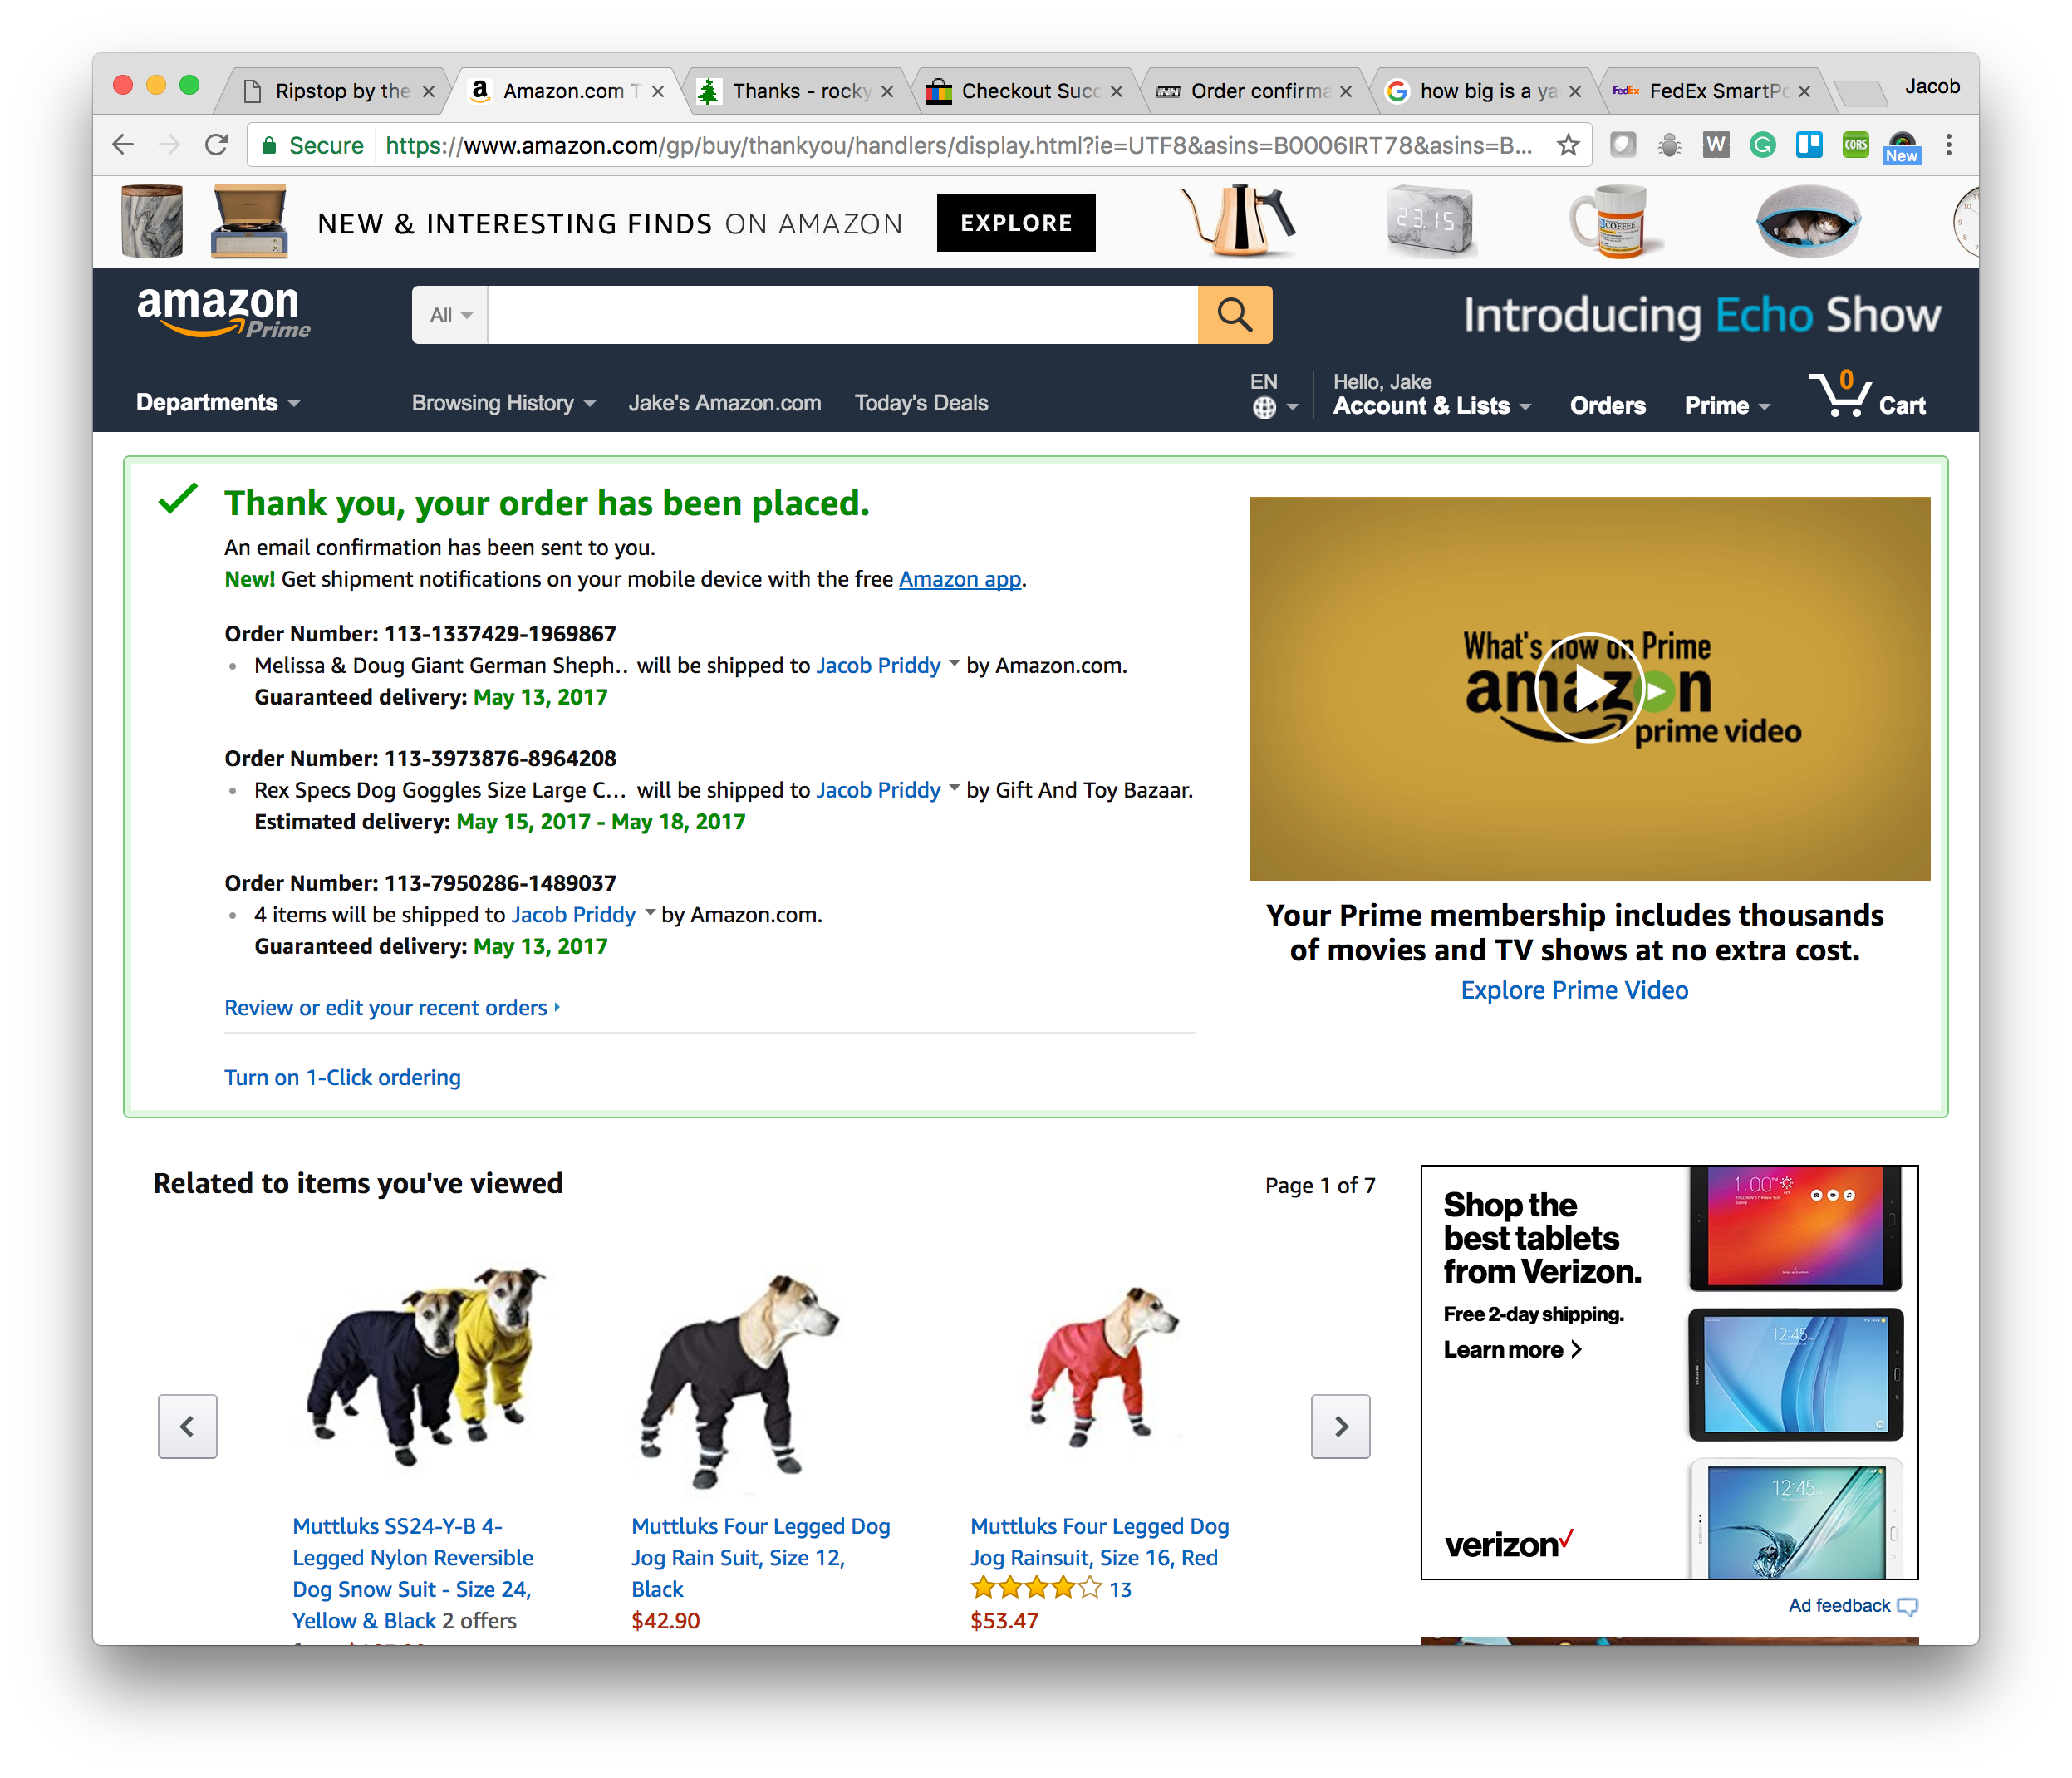 Ripstop by the
Amazon.com T
Thanks - rocky
Checkout Succ
Order confirma
how big is a ya
FedEx
FedEx SmartPo
Jacob
Secure
https://www.amazon.com/gp/buy/thankyou/handlers/display.html?ie=UTF8&asins=B0006IRT78&asins=B...
W
G
CORS
New
NEW & INTERESTING FINDS ON AMAZON
EXPLORE
23:15
COFFEE
amazon
Prime
All
Introducing Echo Show
Departments
Browsing History
Jake's Amazon.com
Today's Deals
EN
Hello, Jake
Account & Lists
Orders
Prime
0
Cart
Thank you, your order has been placed.
An email confirmation has been sent to you.
New! Get shipment notifications on your mobile device with the free Amazon app.
Order Number: 113-1337429-1969867
Melissa & Doug Giant German Sheph.. will be shipped to Jacob Priddy by Amazon.com.
Guaranteed delivery: May 13, 2017
Order Number: 113-3973876-8964208
Rex Specs Dog Goggles Size Large C... will be shipped to Jacob Priddy by Gift And Toy Bazaar.
Estimated delivery: May 15, 2017 - May 18, 2017
Order Number: 113-7950286-1489037
4 items will be shipped to Jacob Priddy by Amazon.com.
Guaranteed delivery: May 13, 2017
Review or edit your recent orders
Turn on 1-Click ordering
What's now on Prime
amazon
prime video
Your Prime membership includes thousands
of movies and TV shows at no extra cost.
Explore Prime Video
Related to items you've viewed
Page 1 of 7
Muttluks SS24-Y-B 4-
Legged Nylon Reversible
Dog Snow Suit - Size 24,
Yellow & Black 2 offers
Muttluks Four Legged Dog
Jog Rain Suit, Size 12,
Black
$42.90
Muttluks Four Legged Dog
Jog Rainsuit, Size 16, Red
13
$53.47
Shop the
best tablets
from Verizon.
Free 2-day shipping.
Learn more
verizon
1:00PM
12:45
12:45
Ad feedback